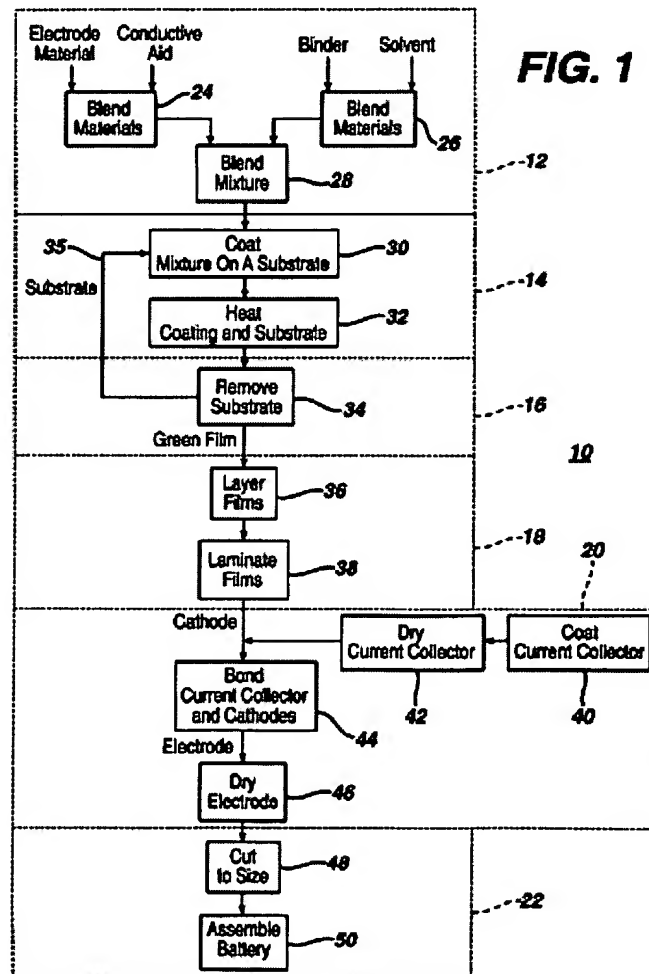 FIG. 1
Electrode
Material
Conductive
Aid
Binder
Solvent
Blend
Materials
24
Blend
Materials
26
Blend
Mixture
28
12
35
Substrate
Coat
Mixture On A Substrate
30
Heat
Coating and Substrate
32
14
Remove
Substrate
34
16
Green Film
10
Layer
Films
36
Laminate
Films
38
18
20
Cathode
Dry
Current Collector
42
Coat
Current Collector
40
Bond
Current Collector
and Cathodes
44
Electrode
Dry
Electrode
46
Cut
to Size
48
22
Assemble
Battery
50